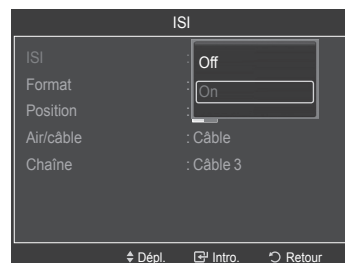 ISI
ISI :
Off
Format :
On
Position :
Air/câble : Câble
Chaîne : Câble 3
Dépl. Intro. Retour